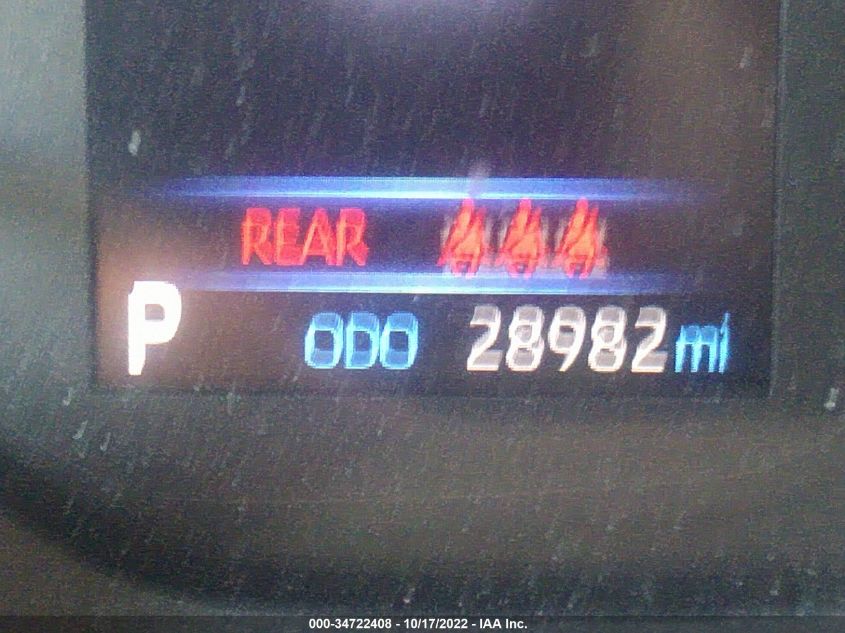 REAR
P ODO 28982 mi
000-34722408 - 10/17/2022 - IAA Inc.